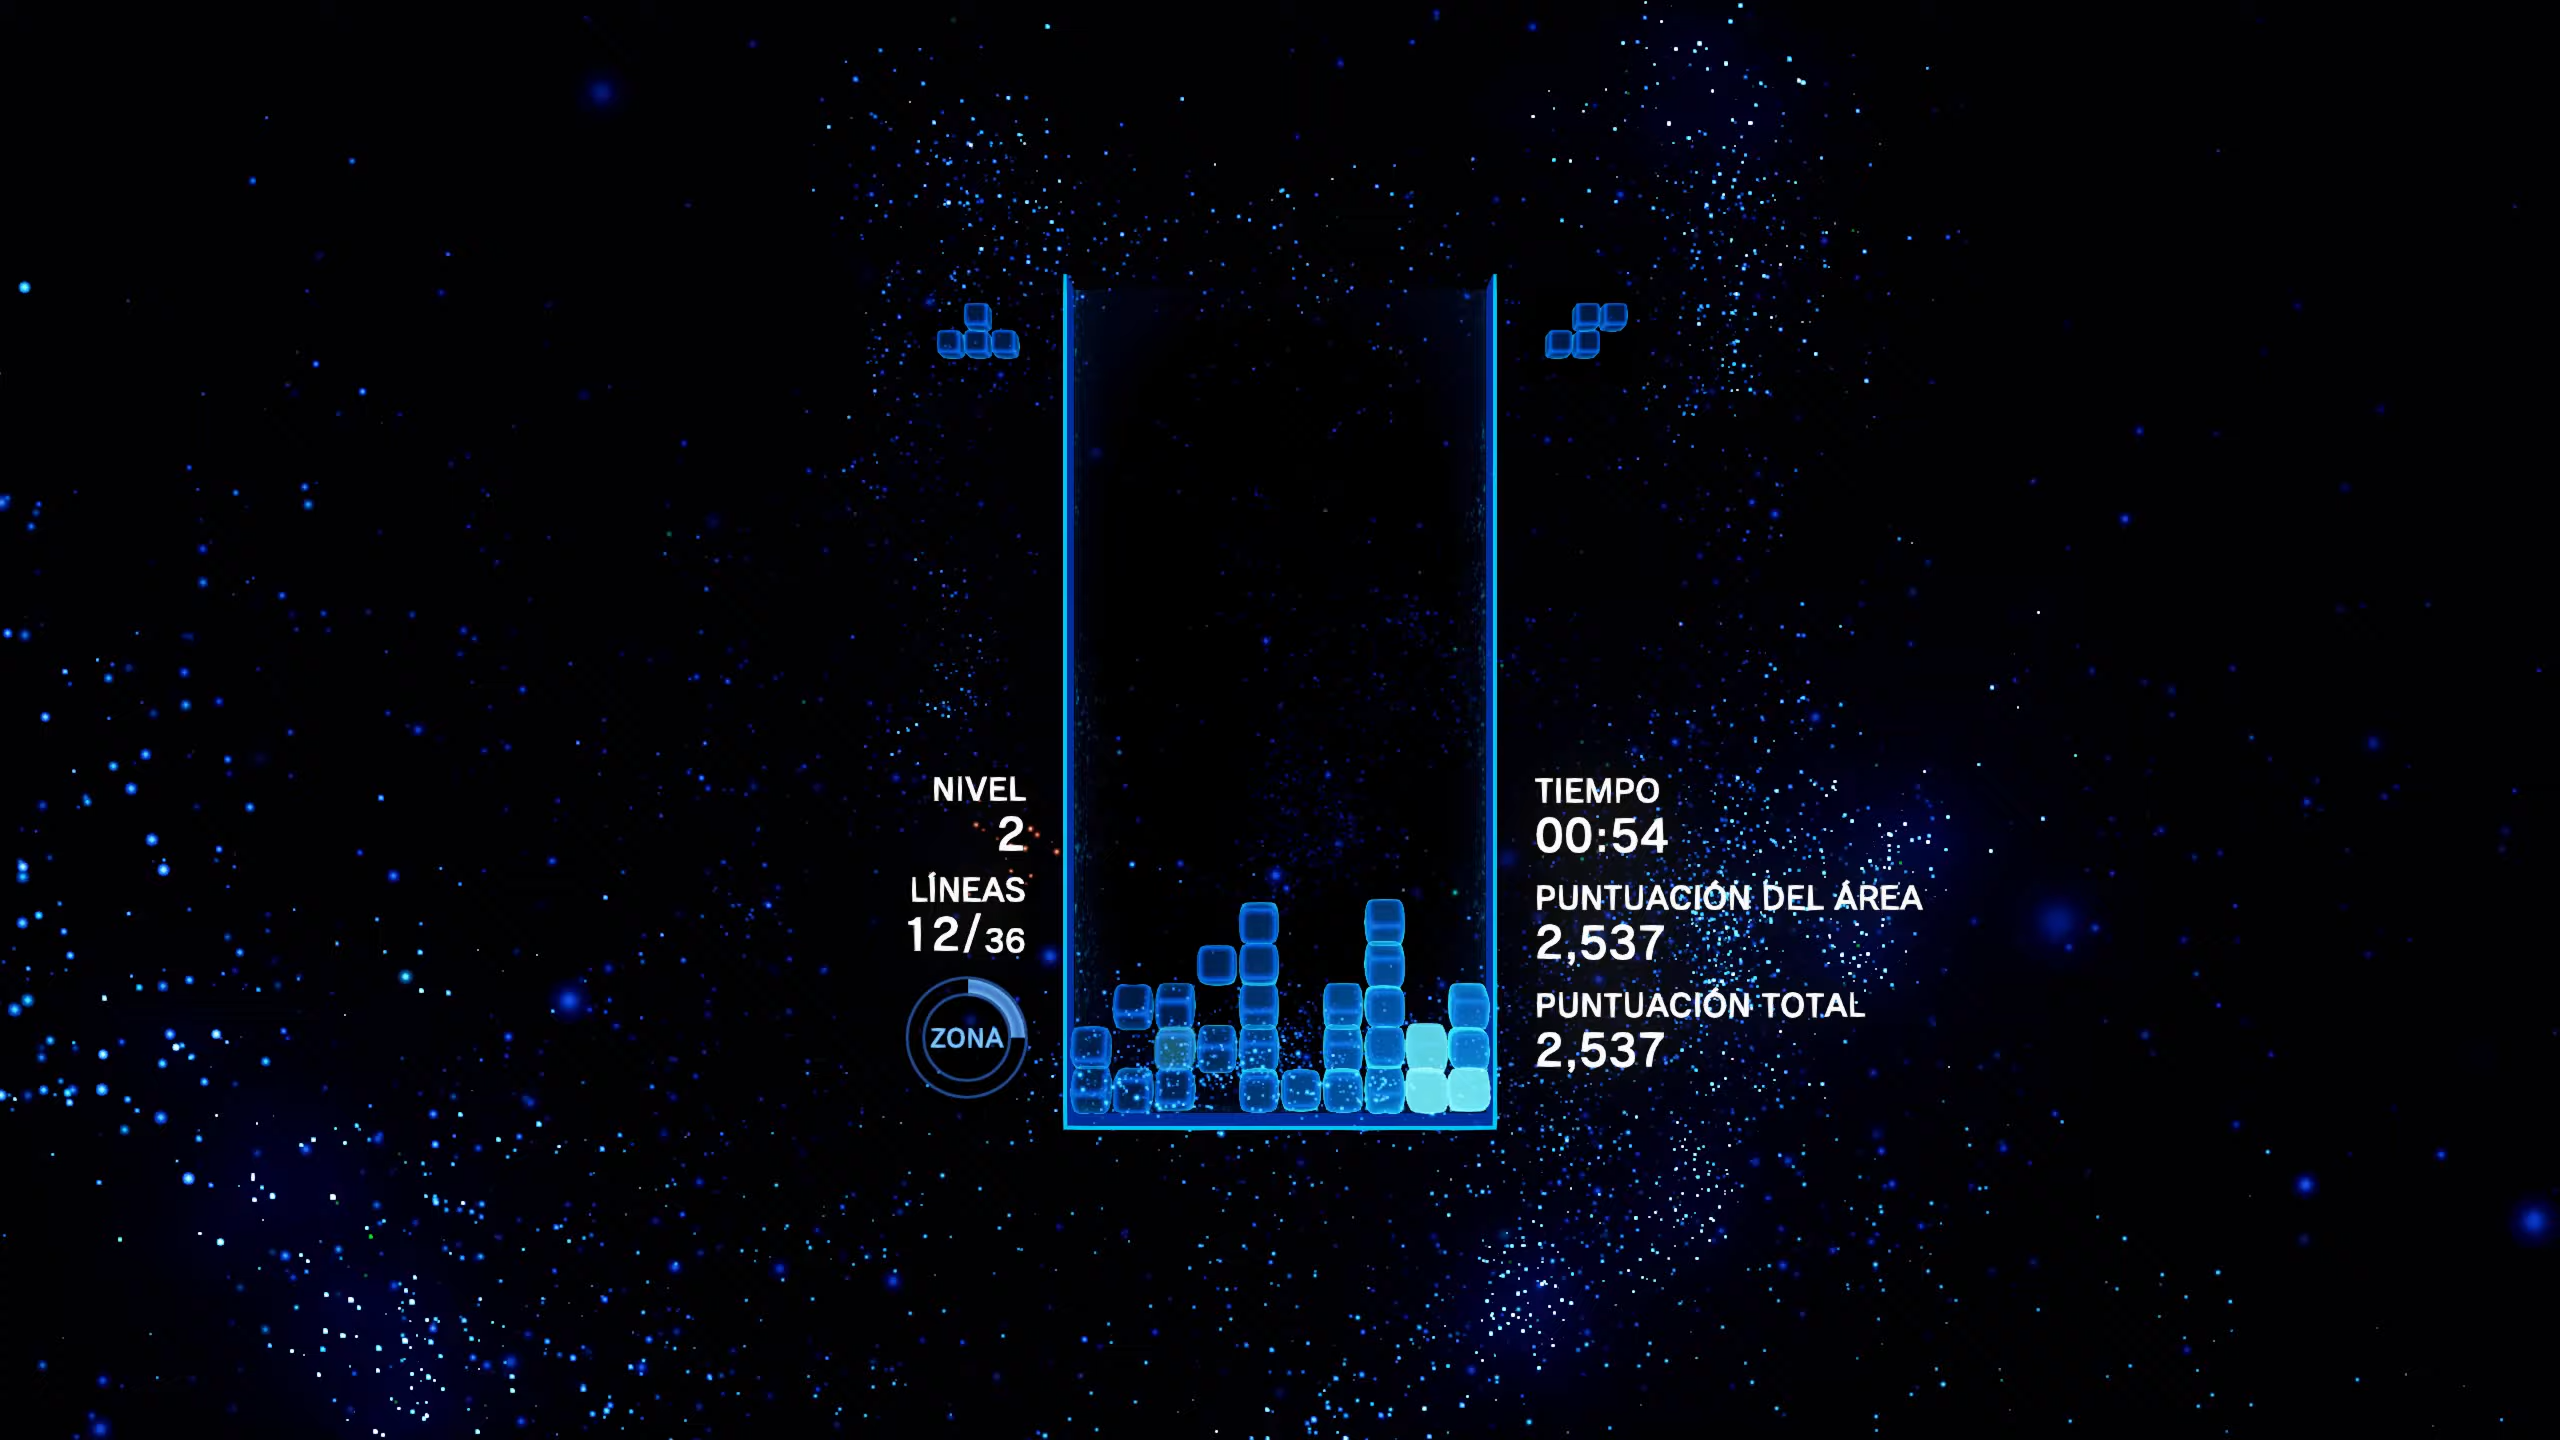 NIVEL
2
LÍNEAS
12/36
ZONA
TIEMPO
00:54
PUNTUACIÓN DEL ÁREA
2,537
PUNTUACIÓN TOTAL
2,537